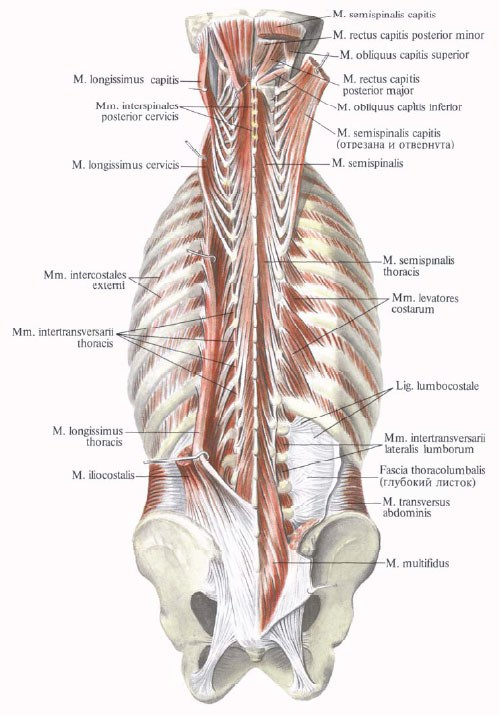 M. semispinalis capitis
M. rectus capitis posterior minor
M. obliquus capitis superior
M. rectus capitis
posterior major
M. obliquus capitis inferior
M. semispinalis capitis
(отрезана и отвернута)
M. semispinalis
M. semispinalis
thoracis
Mm. levatores
costarum
Lig. lumbocostale
Mm. intertransversarii
lateralis lumborum
Fascia thoracolumbalis
(глубокий листок)
M. transversus
abdominis
M. multifidus
M. longissimus capitis
Mm. interspinales
posterior cervicis
M. longissimus cervicis
Mm. intercostales
externi
Mm. intertransversarii
thoracis
M. longissimus
thoracis
M. iliocostalis